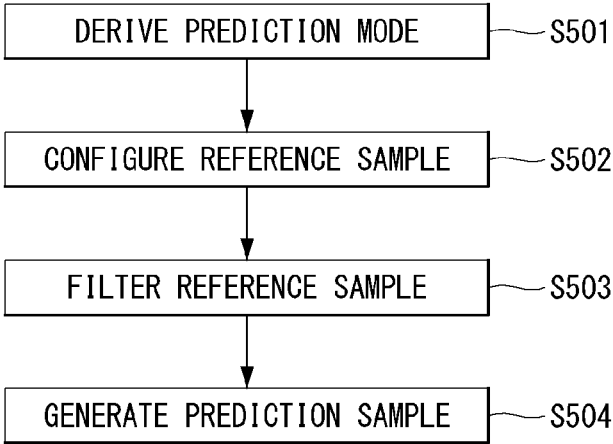 DERIVE PREDICTION MODE S501
CONFIGURE REFERENCE SAMPLE S502
FILTER REFERENCE SAMPLE S503
GENERATE PREDICTION SAMPLE S504